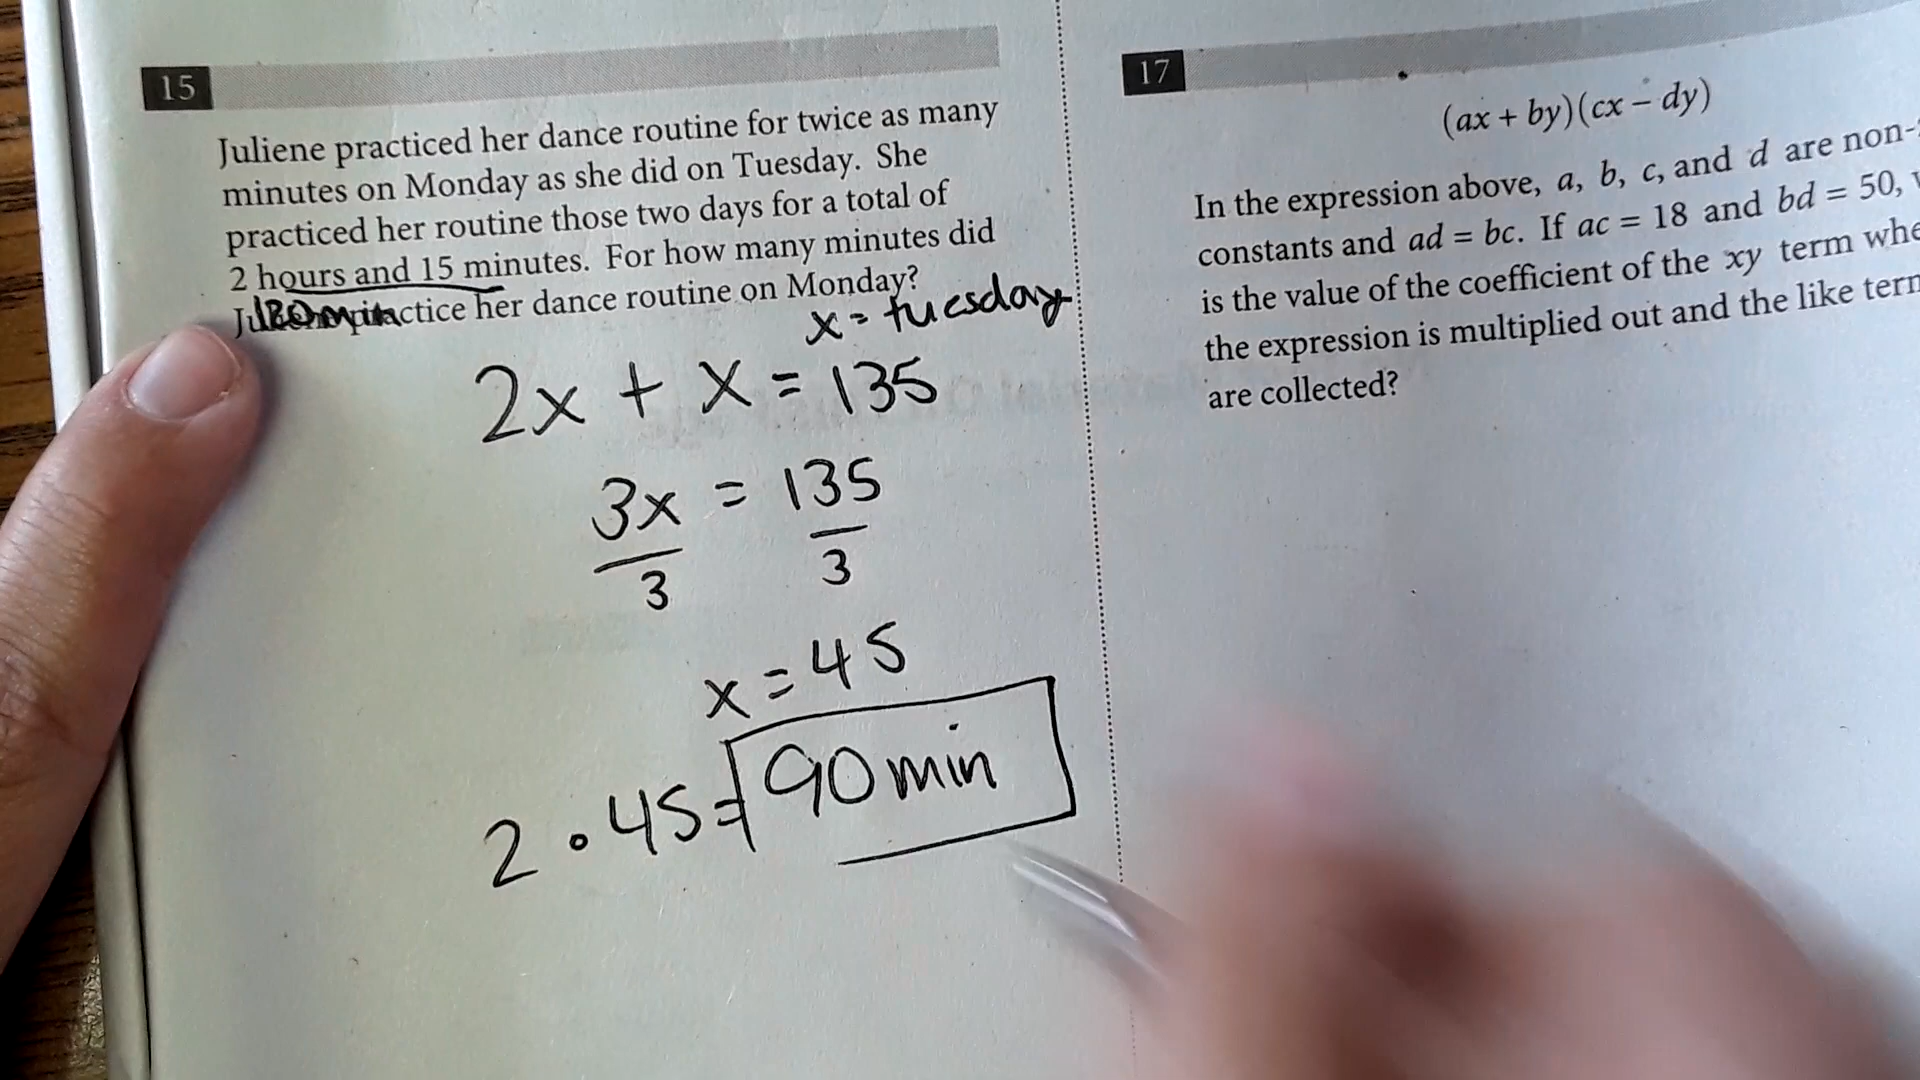 15
Juliene practiced her dance routine for twice as many
minutes on Monday as she did on Tuesday. She
practiced her routine those two days for a total of
2 hours and 15 minutes. For how many minutes did
practice her dance routine on Monday?
x = tuesday
2x + x = 135
3x = 135
3 3
x = 45
2 • 45 = 90 min
17
(ax + by)(cx – dy)
In the expression above, a, b, c, and d are non-
constants and ad = bc. If ac = 18 and bd = 50,
is the value of the coefficient of the xy term whe
the expression is multiplied out and the like tern
are collected?